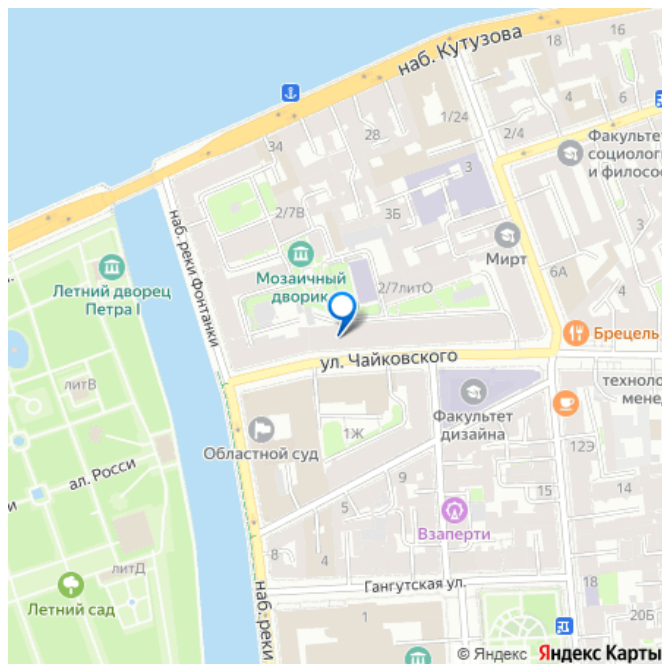 наб. Кутузова
18
16
4
6
1/24
2/4
28
34
3
Факультет
социолог
и филосо
наб. реки Фонтанки
2/7В
3Б
Мирт
Летний дворец
Петра I
Мозаичный
дворик
2/7литО
6А
4
Брецель
ул. Чайковского
литВ
техноло
менед
Факультет
дизайна
1Ж
Областной суд
12Э
ал. Росси
9
15
14
5
Взаперти
8
4
литД
Гангутская ул.
18
Летний сад
наб. реки
1
© Яндекс Яндекс Карты